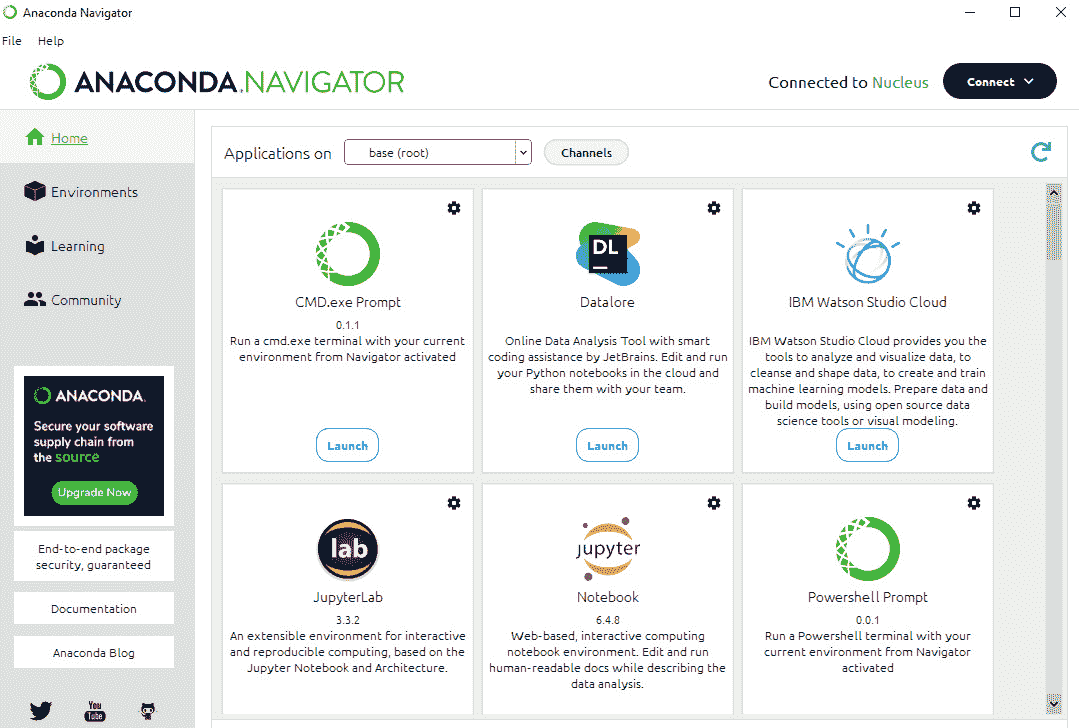 Anaconda Navigator
File Help
ANACONDA.NAVIGATOR
Connected to Nucleus
Connect
Home
Environments
Learning
Community
ANACONDA.
Secure your software
supply chain from
the source
Upgrade Now
End-to-end package
security, guaranteed
Documentation
Anaconda Blog
You
Tube
Applications on
base (root)
Channels
CMD.exe Prompt
0.1.1
Run a cmd.exe terminal with your current
environment from Navigator activated
Launch
DL
Datalore
Online Data Analysis Tool with smart
coding assistance by JetBrains. Edit and run
your Python notebooks in the cloud and
share them with your team.
Launch
IBM Watson Studio Cloud
IBM Watson Studio Cloud provides you the
tools to analyze and visualize data, to
cleanse and shape data, to create and train
machine learning models. Prepare data and
build models, using open source data
science tools or visual modeling.
Launch
lab
JupyterLab
3.3.2
An extensible environment for interactive
and reproducible computing, based on the
Jupyter Notebook and Architecture.
jupyter
Notebook
6.4.8
Web-based, interactive computing
notebook environment. Edit and run
human-readable docs while describing the
data analysis.
Powershell Prompt
0.0.1
Run a Powershell terminal with your
current environment from Navigator
activated